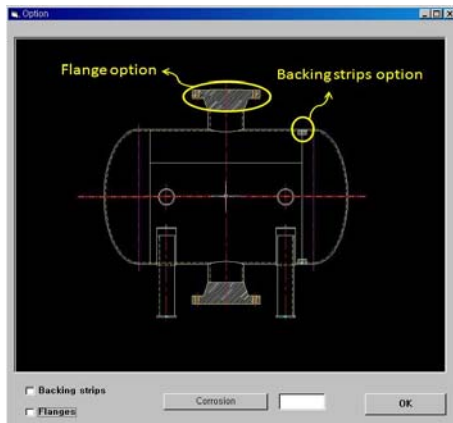 Option
Flange option
Backing strips option
Backing strips
Flanges
Corrosion
OK